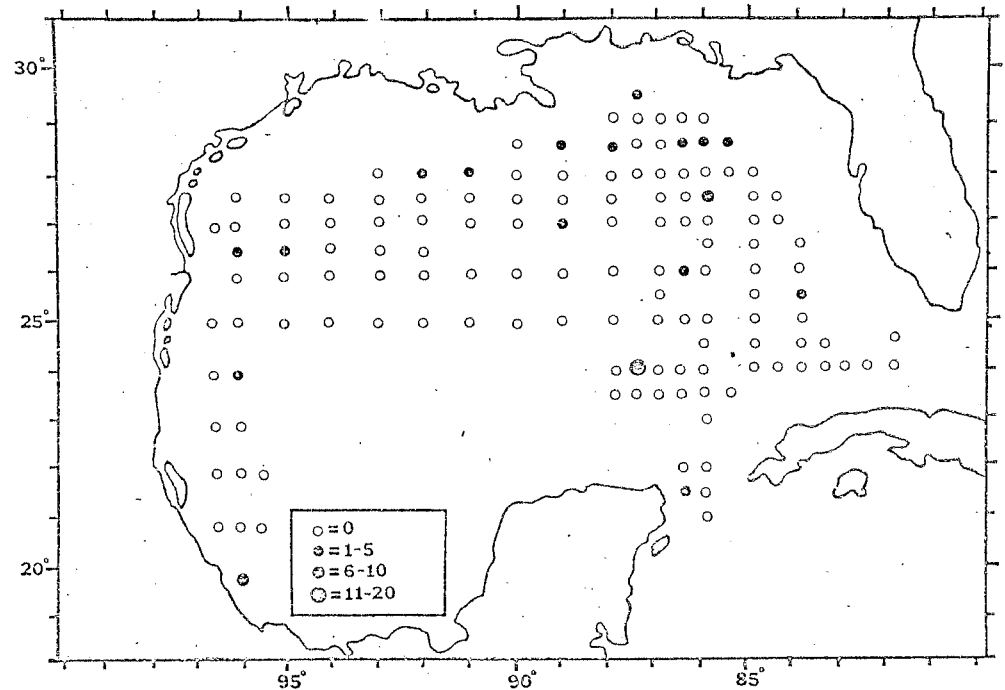 30°
25°
20°
○ = 0
● = 1-5
● = 6-10
○ = 11-20
95°
90°
85°